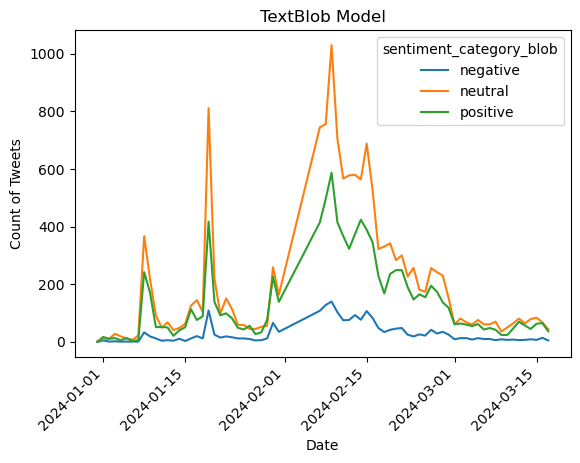 TextBlob Model
sentiment_category_blob
negative
neutral
positive
Count of Tweets
1000
800
600
400
200
0
2024-01-01
2024-01-15
2024-02-01
2024-02-15
2024-03-01
2024-03-15
Date